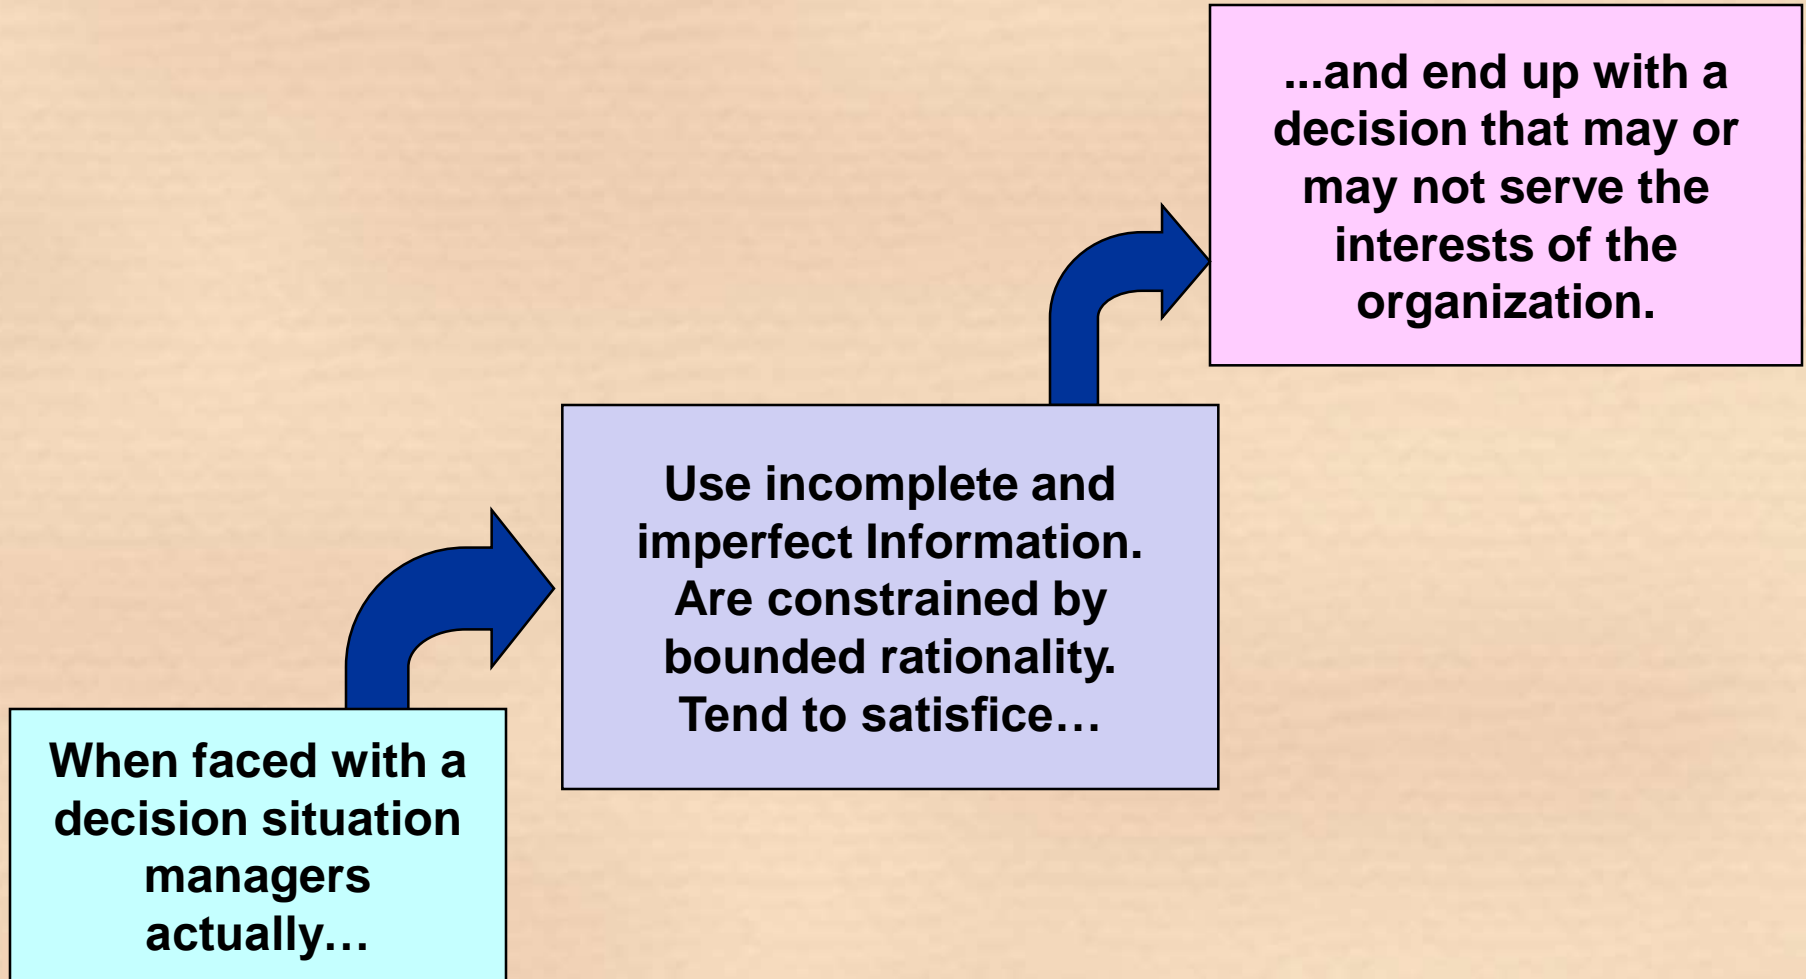 When faced with a
decision situation
managers
actually…
Use incomplete and
imperfect Information.
Are constrained by
bounded rationality.
Tend to satisfice…
...and end up with a
decision that may or
may not serve the
interests of the
organization.